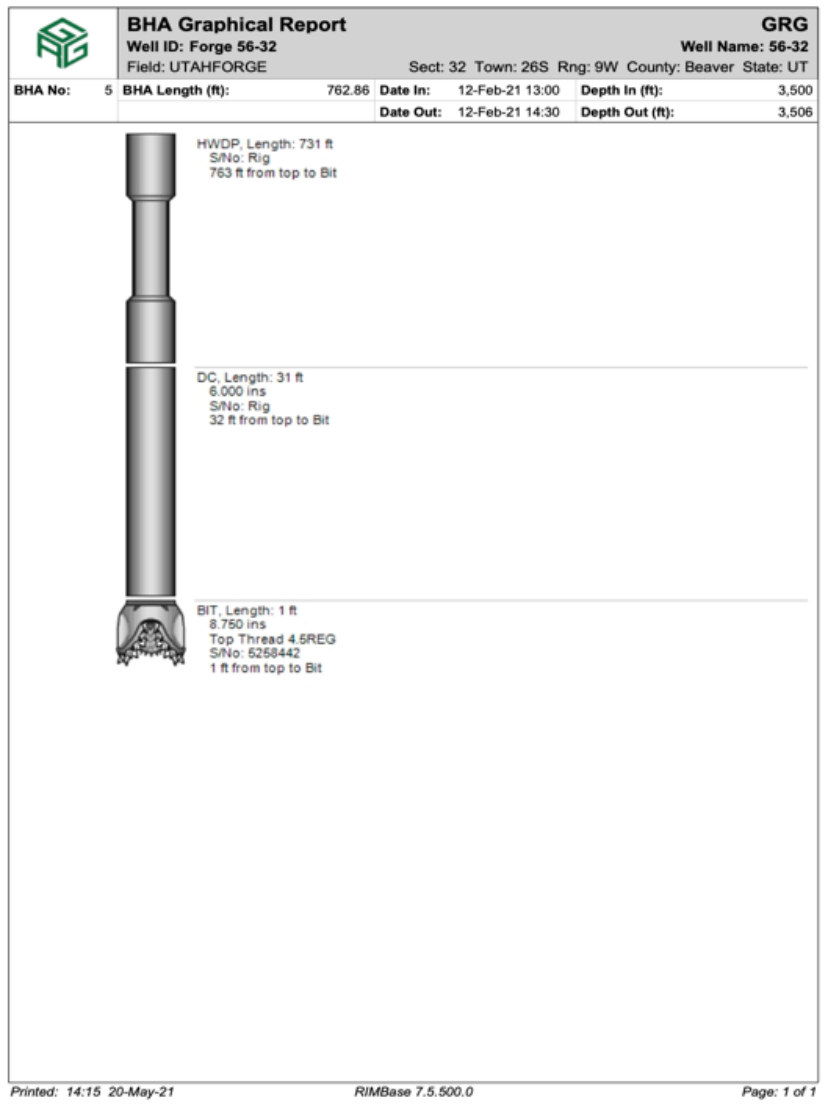 GRG
BHA Graphical Report GRG
Well ID: Forge 56-32 Well Name: 56-32
Field: UTAHFORGE Sect: 32 Town: 26S Rng: 9W County: Beaver State: UT
BHA No: 5 BHA Length (ft): 762.86 Date In: 12-Feb-21 13:00 Depth In (ft): 3,500
Date Out: 12-Feb-21 14:30 Depth Out (ft): 3,506
HWDP, Length: 731 ft
S/No: Rig
763 ft from top to Bit
DC, Length: 31 ft
6.000 ins
S/No: Rig
32 ft from top to Bit
BIT, Length: 1 ft
8.750 ins
Top Thread 4.5REG
S/No: 5258442
1 ft from top to Bit
Printed: 14:15 20-May-21 RIMBase 7.5.500.0 Page: 1 of 1